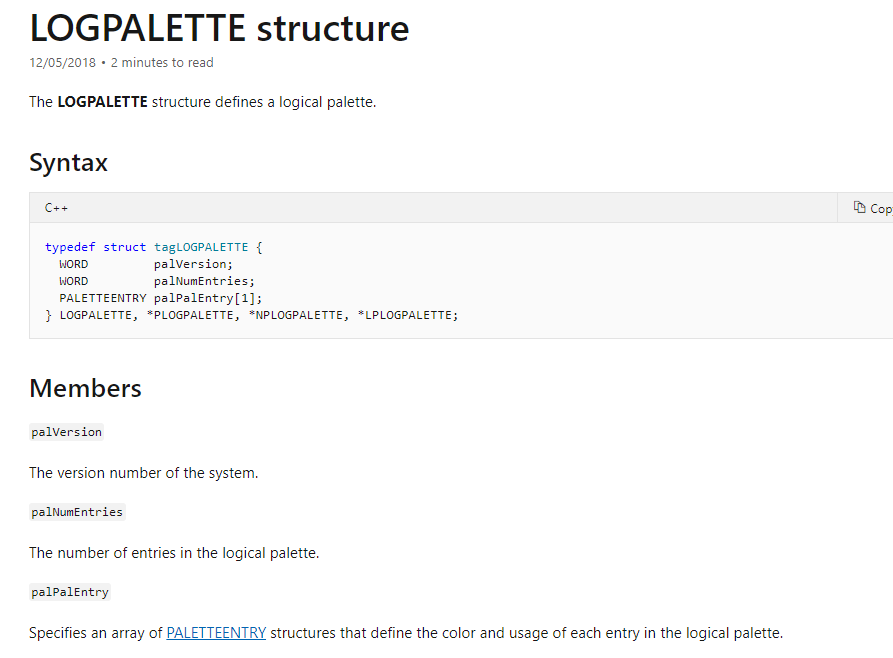 LOGPALETTE structure
12/05/2018 • 2 minutes to read
The LOGPALETTE structure defines a logical palette.
Syntax
C++
Cop
typedef struct tagLOGPALETTE {
  WORD         palVersion;
  WORD         palNumEntries;
  PALETTEENTRY palPalEntry[1];
} LOGPALETTE, *PLOGPALETTE, *NPLOGPALETTE, *LPLOGPALETTE;
Members
palVersion
The version number of the system.
palNumEntries
The number of entries in the logical palette.
palPalEntry
Specifies an array of PALETTEENTRY structures that define the color and usage of each entry in the logical palette.